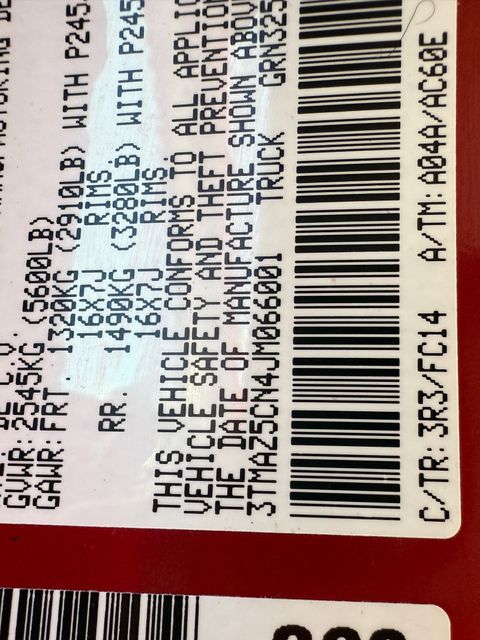 GVWR: 2545KG (5600LB)
GAWR: FRT. 1320KG (2910LB) WITH P245
16X7J RIMS,
RR. 1490KG (3280LB) WITH P245
16X7J RIMS.
THIS VEHICLE CONFORMS TO ALL APPLIC
VEHICLE SAFETY AND THEFT PREVENTION
THE DATE OF MANUFACTURE SHOWN ABOV
3TMAZ5CN4JM066001 TRUCK GRN325
C/TR: 3R3/FC14 A/TM: A04A/AC60E